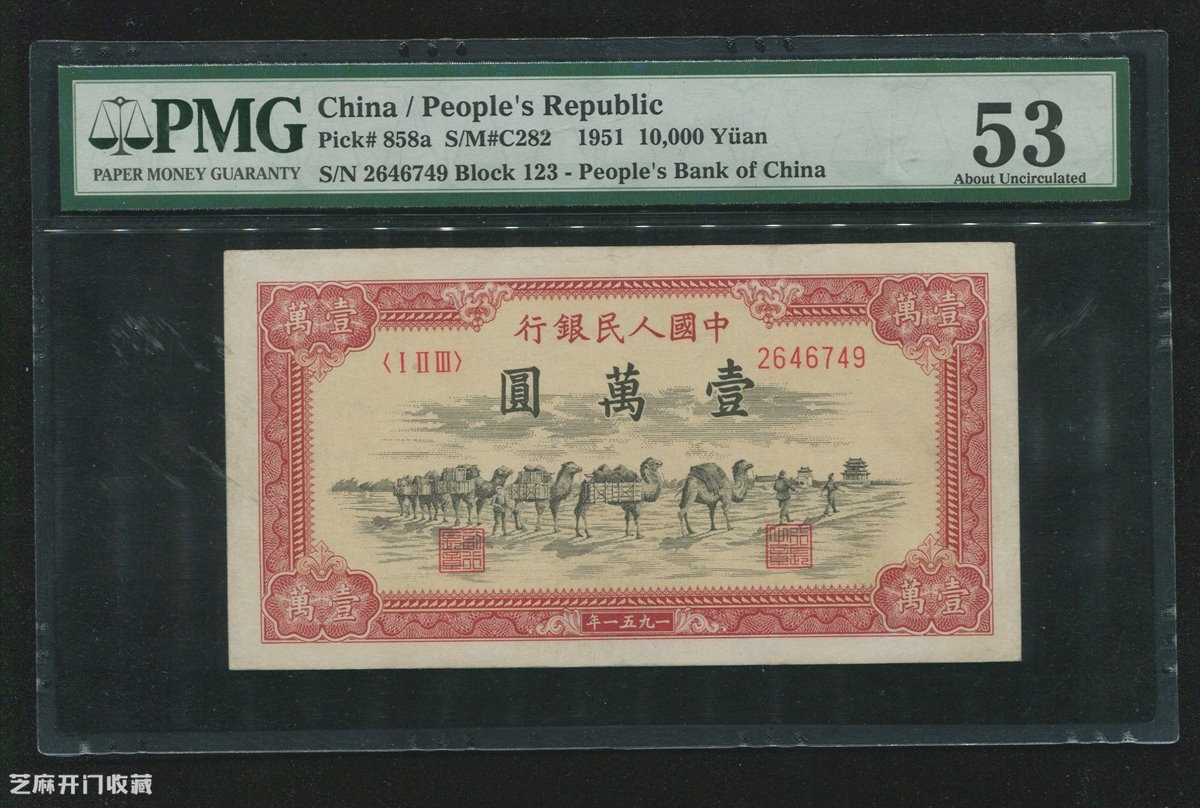 PMG
PAPER MONEY GUARANTY
China / People's Republic
Pick# 858a S/M#C282 1951 10,000 Yüan
S/N 2646749 Block 123 - People's Bank of China
53
About Uncirculated
萬壹
萬壹
行銀民人國中
〈I II III〉
2646749
圓萬壹
萬壹
萬壹
年一五九一
芝麻开门收藏